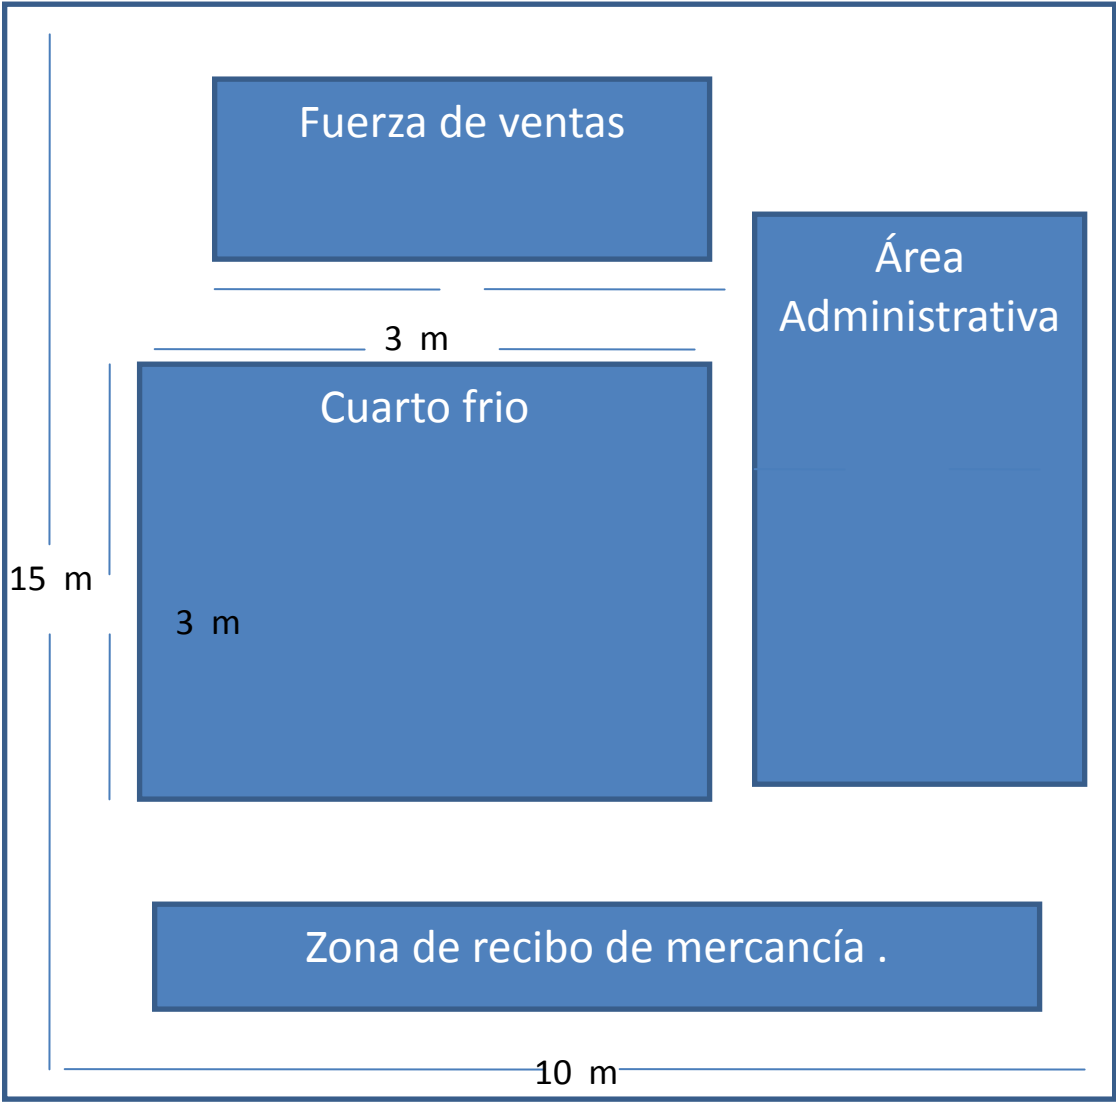 Fuerza de ventas
Área
Administrativa
3 m
Cuarto frio
15 m
3 m
Zona de recibo de mercancía .
10 m